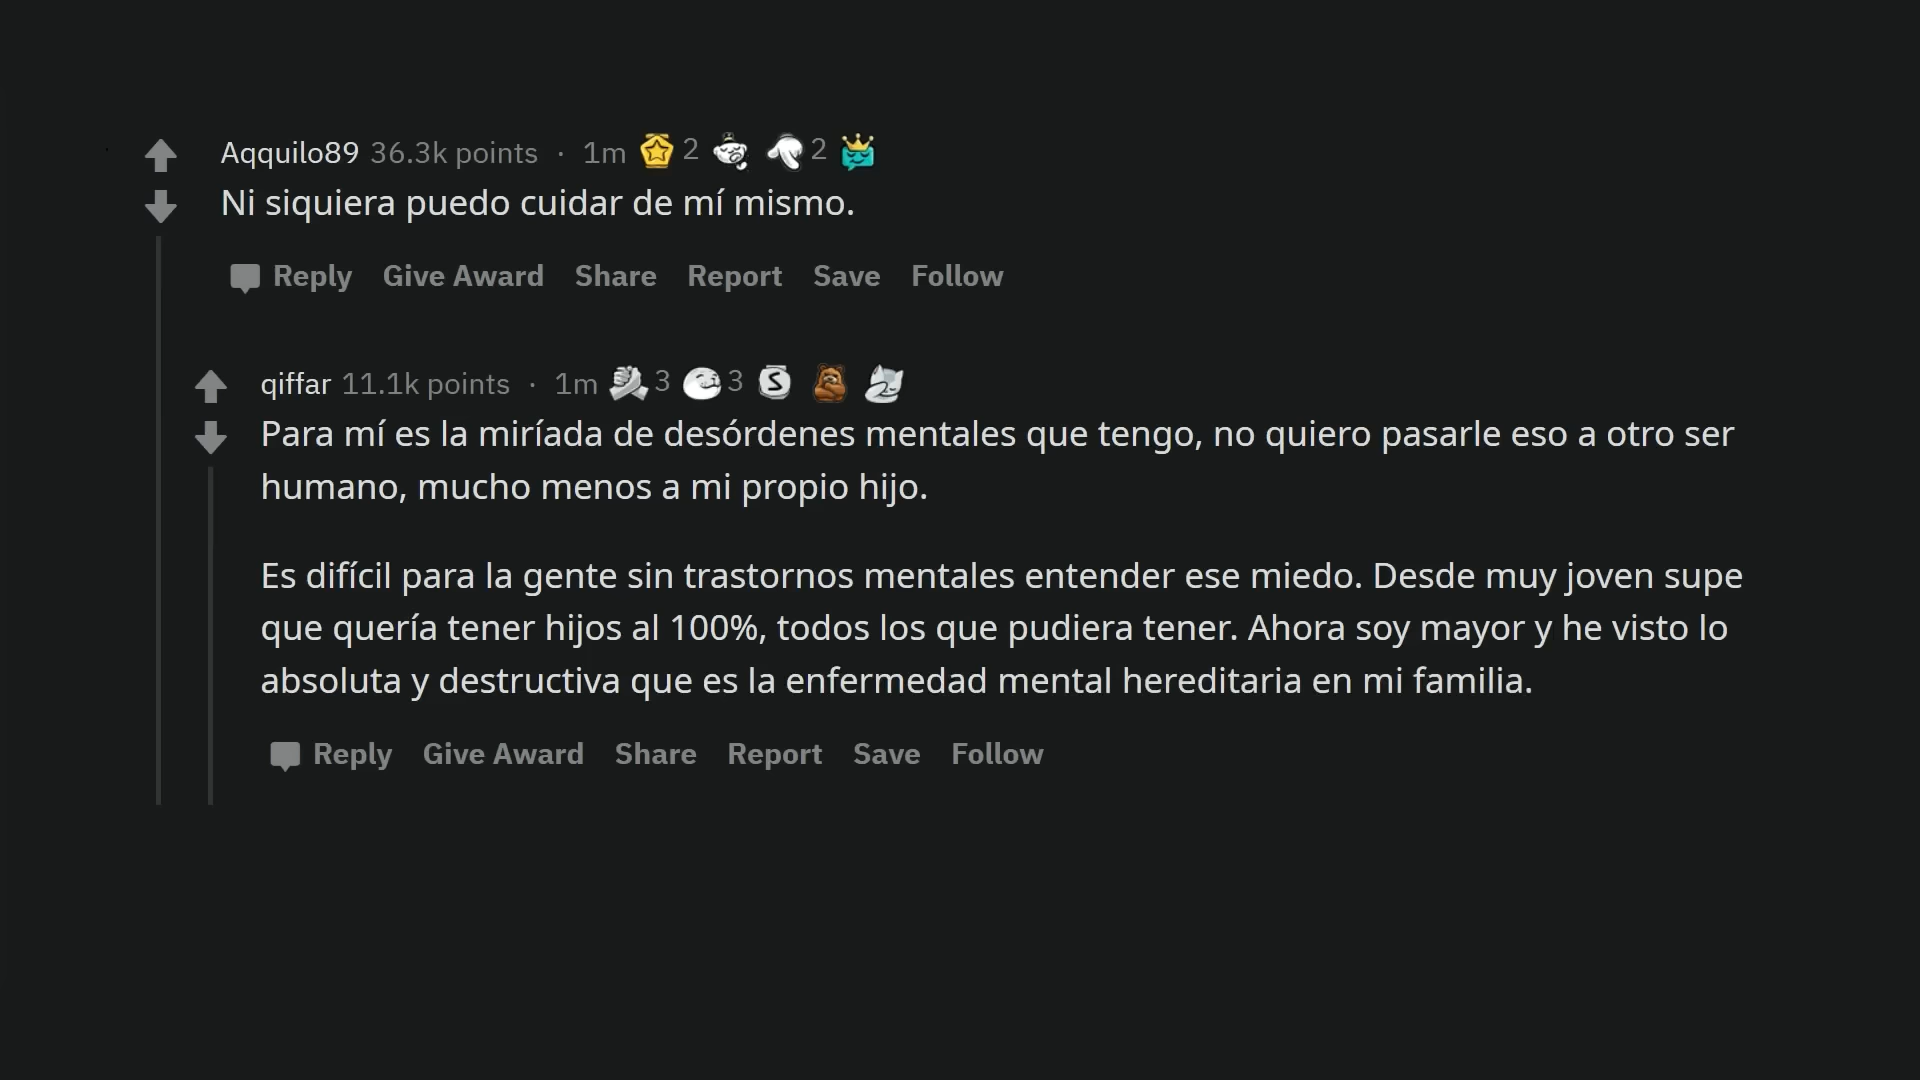 Aqquilo89 36.3k points · 1m 2 2
Ni siquiera puedo cuidar de mí mismo.
Reply Give Award Share Report Save Follow
qiffar 11.1k points · 1m 3 3 S
Para mí es la miríada de desórdenes mentales que tengo, no quiero pasarle eso a otro ser
humano, mucho menos a mi propio hijo.
Es difícil para la gente sin trastornos mentales entender ese miedo. Desde muy joven supe
que quería tener hijos al 100%, todos los que pudiera tener. Ahora soy mayor y he visto lo
absoluta y destructiva que es la enfermedad mental hereditaria en mi familia.
Reply Give Award Share Report Save Follow